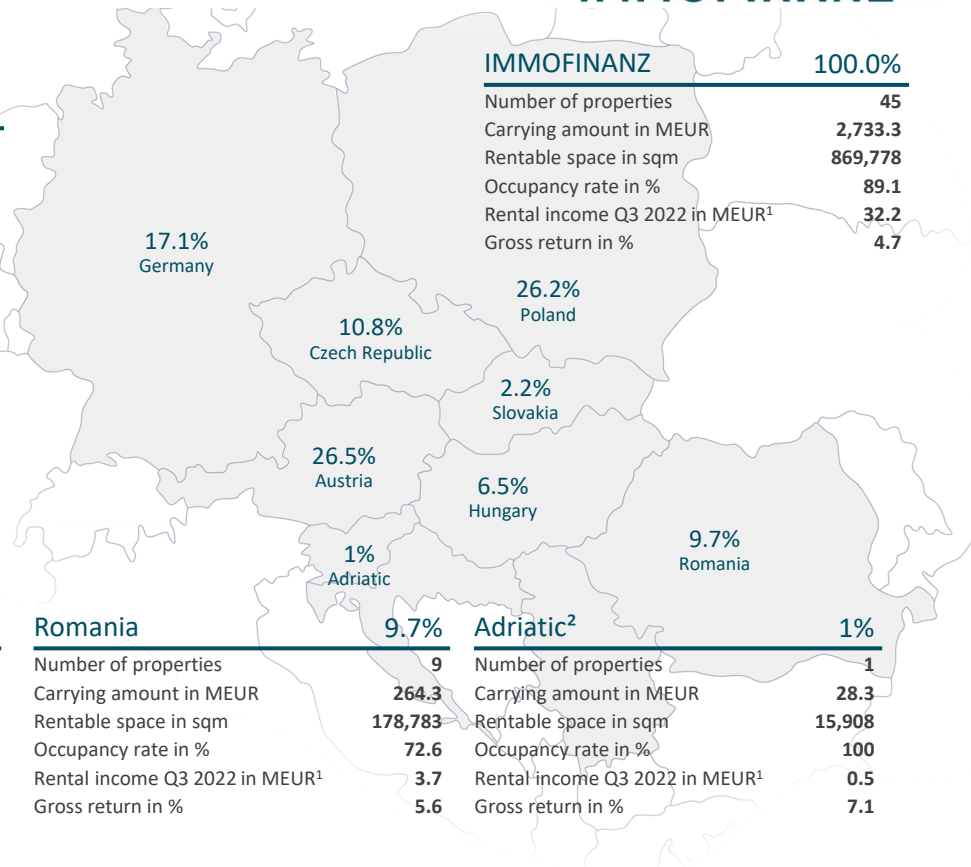 IMMOFINANZ 100.0%
Number of properties 45
Carrying amount in MEUR 2,733.3
Rentable space in sqm 869,778
Occupancy rate in % 89.1
Rental income Q3 2022 in MEUR¹ 32.2
Gross return in % 4.7
17.1%
Germany
26.2%
Poland
10.8%
Czech Republic
2.2%
Slovakia
26.5%
Austria
6.5%
Hungary
9.7%
Romania
1%
Adriatic
Romania 9.7%
Number of properties 9
Carrying amount in MEUR 264.3
Rentable space in sqm 178,783
Occupancy rate in % 72.6
Rental income Q3 2022 in MEUR¹ 3.7
Gross return in % 5.6
Adriatic² 1%
Number of properties 1
Carrying amount in MEUR 28.3
Rentable space in sqm 15,908
Occupancy rate in % 100
Rental income Q3 2022 in MEUR¹ 0.5
Gross return in % 7.1